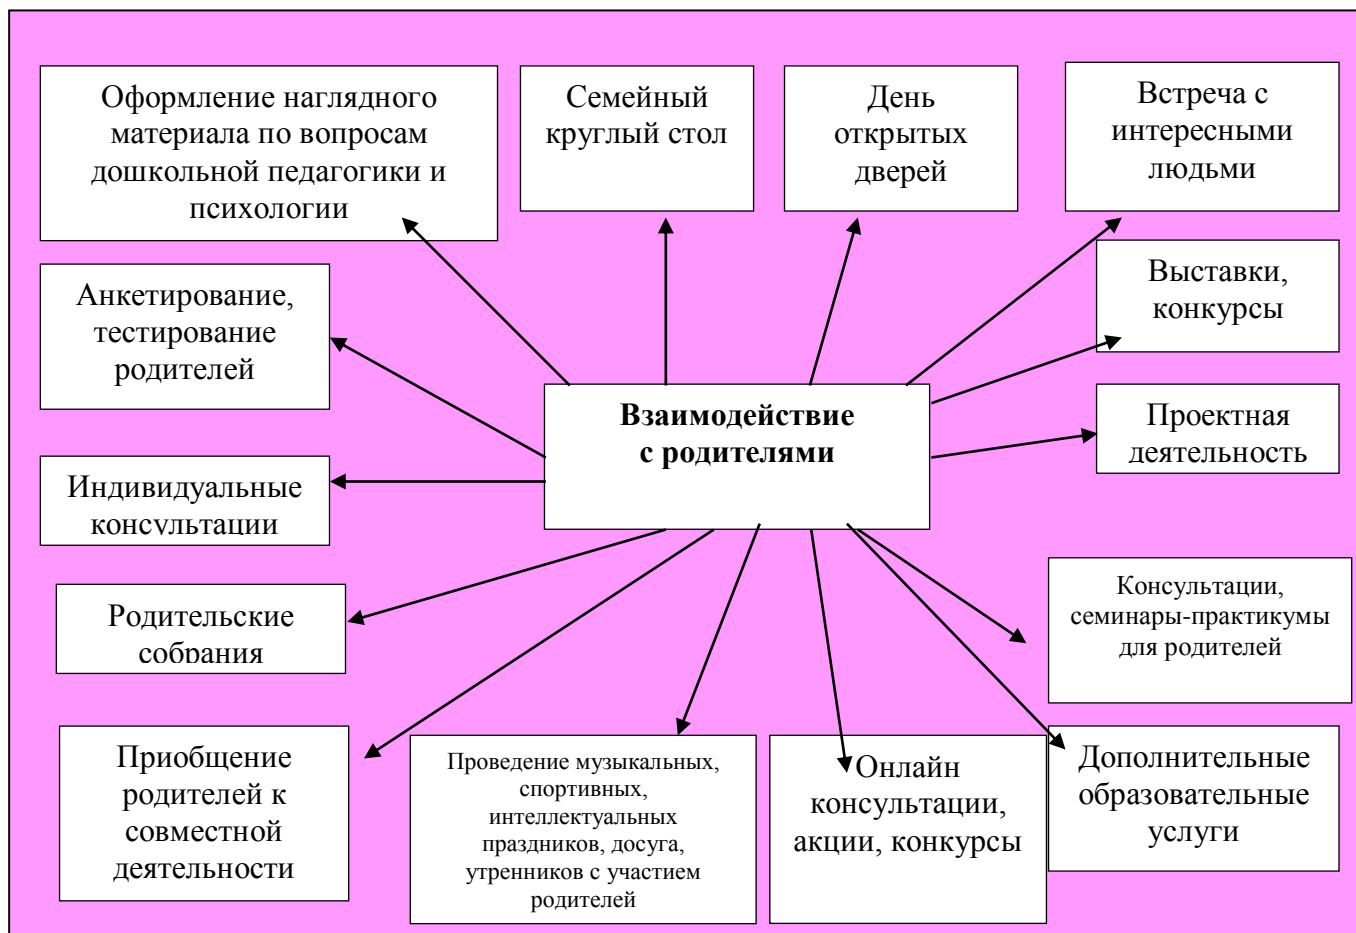 Оформление наглядного
материала по вопросам
дошкольной педагогики и
психологии
Семейный
круглый стол
День
открытых
дверей
Встреча с
интересными
людьми
Анкетирование,
тестирование
родителей
Выставки,
конкурсы
Взаимодействие
с родителями
Проектная
деятельность
Индивидуальные
консультации
Родительские
собрания
Консультации,
семинары-практикумы
для родителей
Приобщение
родителей к
совместной
деятельности
Проведение музыкальных,
спортивных,
интеллектуальных
праздников, досуга,
утренников с участием
родителей
Онлайн
консультации,
акции, конкурсы
Дополнительные
образовательные
услуги